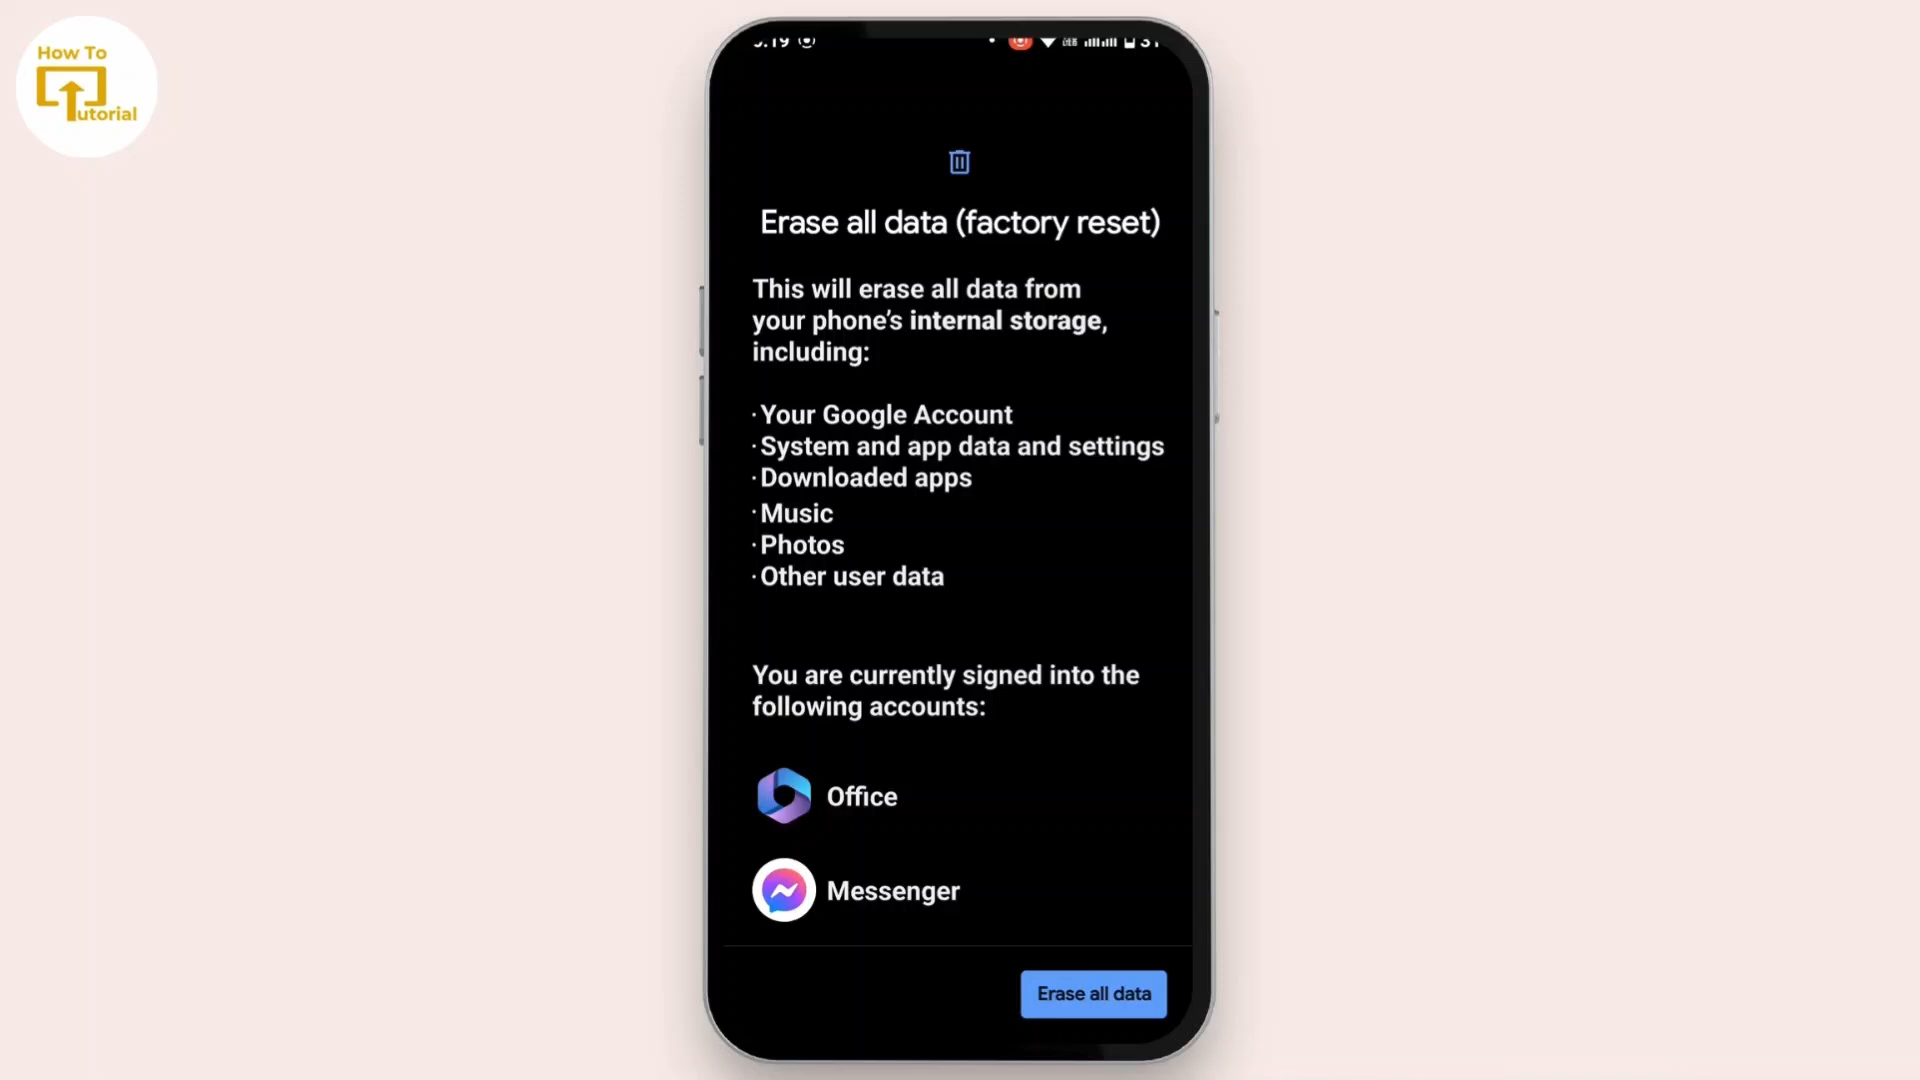 How To
Tutorial
Erase all data (factory reset)
This will erase all data from
your phone’s internal storage,
including:
· Your Google Account
· System and app data and settings
· Downloaded apps
· Music
· Photos
· Other user data
You are currently signed into the
following accounts:
Office
Messenger
Erase all data